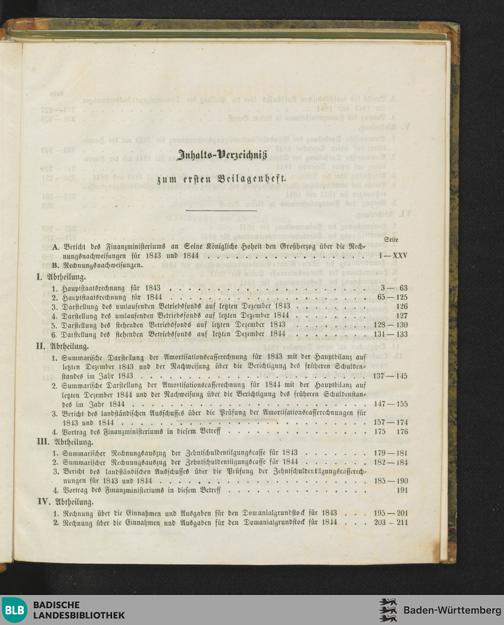 Inhalts-Verzeichniß
zum ersten Beilagenheft.
Seite
A. Bericht des Finanzministeriums an Seine Königliche Hoheit den Großherzog über die Rech-
nungsnachweisungen für 1843 und 1844 . . . I—XXV
B. Rechnungsnachweisungen.
I. Abtheilung.
1. Hauptstaatsrechnung für 1843 . . . 3— 63
2. Hauptstaatsrechnung für 1844 . . . 65—125
3. Darstellung des umlaufenden Betriebsfonds auf letzten Dezember 1843 . . . 126
4. Darstellung des umlaufenden Betriebsfonds auf letzten Dezember 1844 . . . 127
5. Darstellung des stehenden Betriebsfonds auf letzten Dezember 1843 . . . 128—130
6. Darstellung des stehenden Betriebsfonds auf letzten Dezember 1844 . . . 131—133
II. Abtheilung.
1. Summarische Darstellung der Amortisationscasserechnung für 1843 mit der Hauptbilanz auf
letzten Dezember 1843 und der Nachweisung über die Berichtigung des früheren Schulden-
standes im Jahr 1843 . . . 137—145
2. Summarische Darstellung der Amortisationscasserechnung für 1844 mit der Hauptbilanz auf
letzten Dezember 1844 und der Nachweisung über die Berichtigung des früheren Schuldenstan-
des im Jahr 1844 . . . 147—155
3. Bericht des landständischen Ausschusses über die Prüfung der Amortisationscasserechnungen für
1843 und 1844 . . . 157—174
4. Vortrag des Finanzministeriums in diesem Betreff . . . 175 176
III. Abtheilung.
1. Summarischer Rechnungsauszug der Zehntschuldentilgungscasse für 1843 . . . 179—181
2. Summarischer Rechnungsauszug der Zehntschuldentilgungscasse für 1844 . . . 182—184
3. Bericht des landständischen Ausschusses über die Prüfung der Zehntschuldentilgungscasserech-
nungen für 1843 und 1844 . . . 185—190
4. Vortrag des Finanzministeriums in diesem Betreff . . . 191
IV. Abtheilung.
1. Rechnung über die Einnahmen und Ausgaben für den Domanialgrundstock für 1843 . . . 195—201
2. Rechnung über die Einnahmen und Ausgaben für den Domanialgrundstock für 1844 . . . 203—211
BLB BADISCHE
LANDESBIBLIOTHEK
Baden-Württemberg